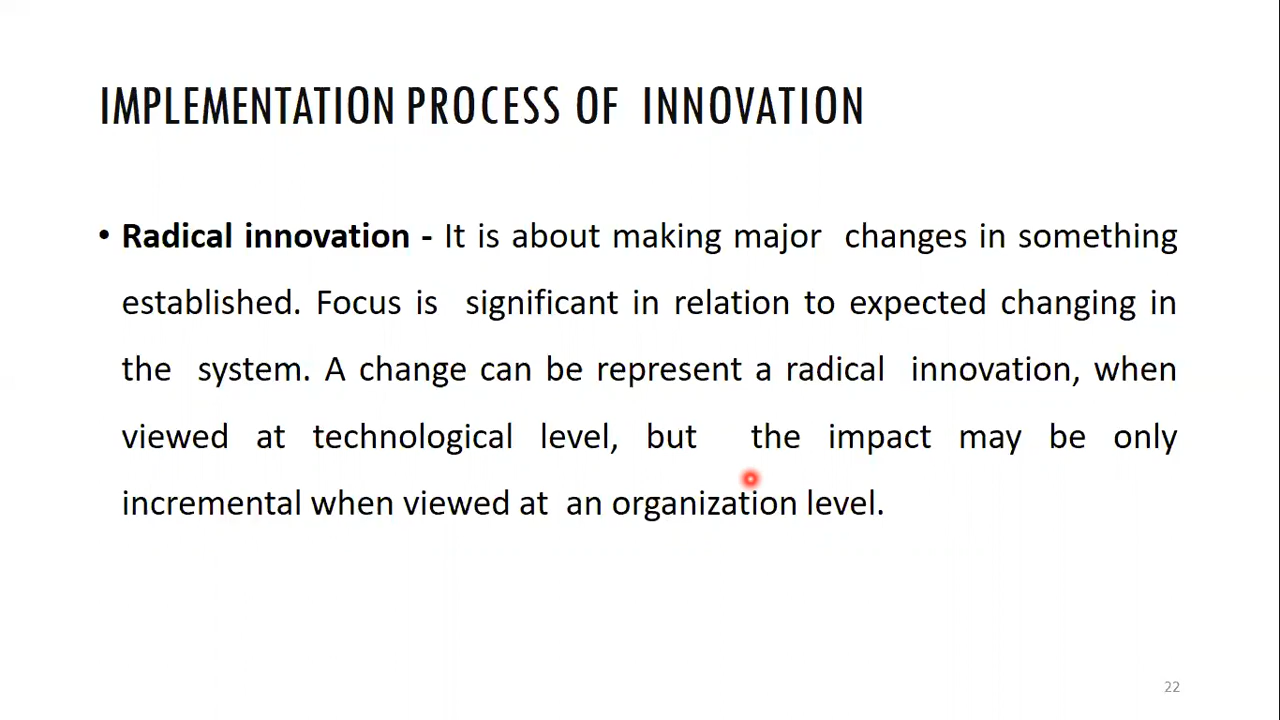 IMPLEMENTATION PROCESS OF INNOVATION
• Radical innovation - It is about making major changes in something
established. Focus is significant in relation to expected changing in
the system. A change can be represent a radical innovation, when
viewed at technological level, but the impact may be only
incremental when viewed at an organization level.
22